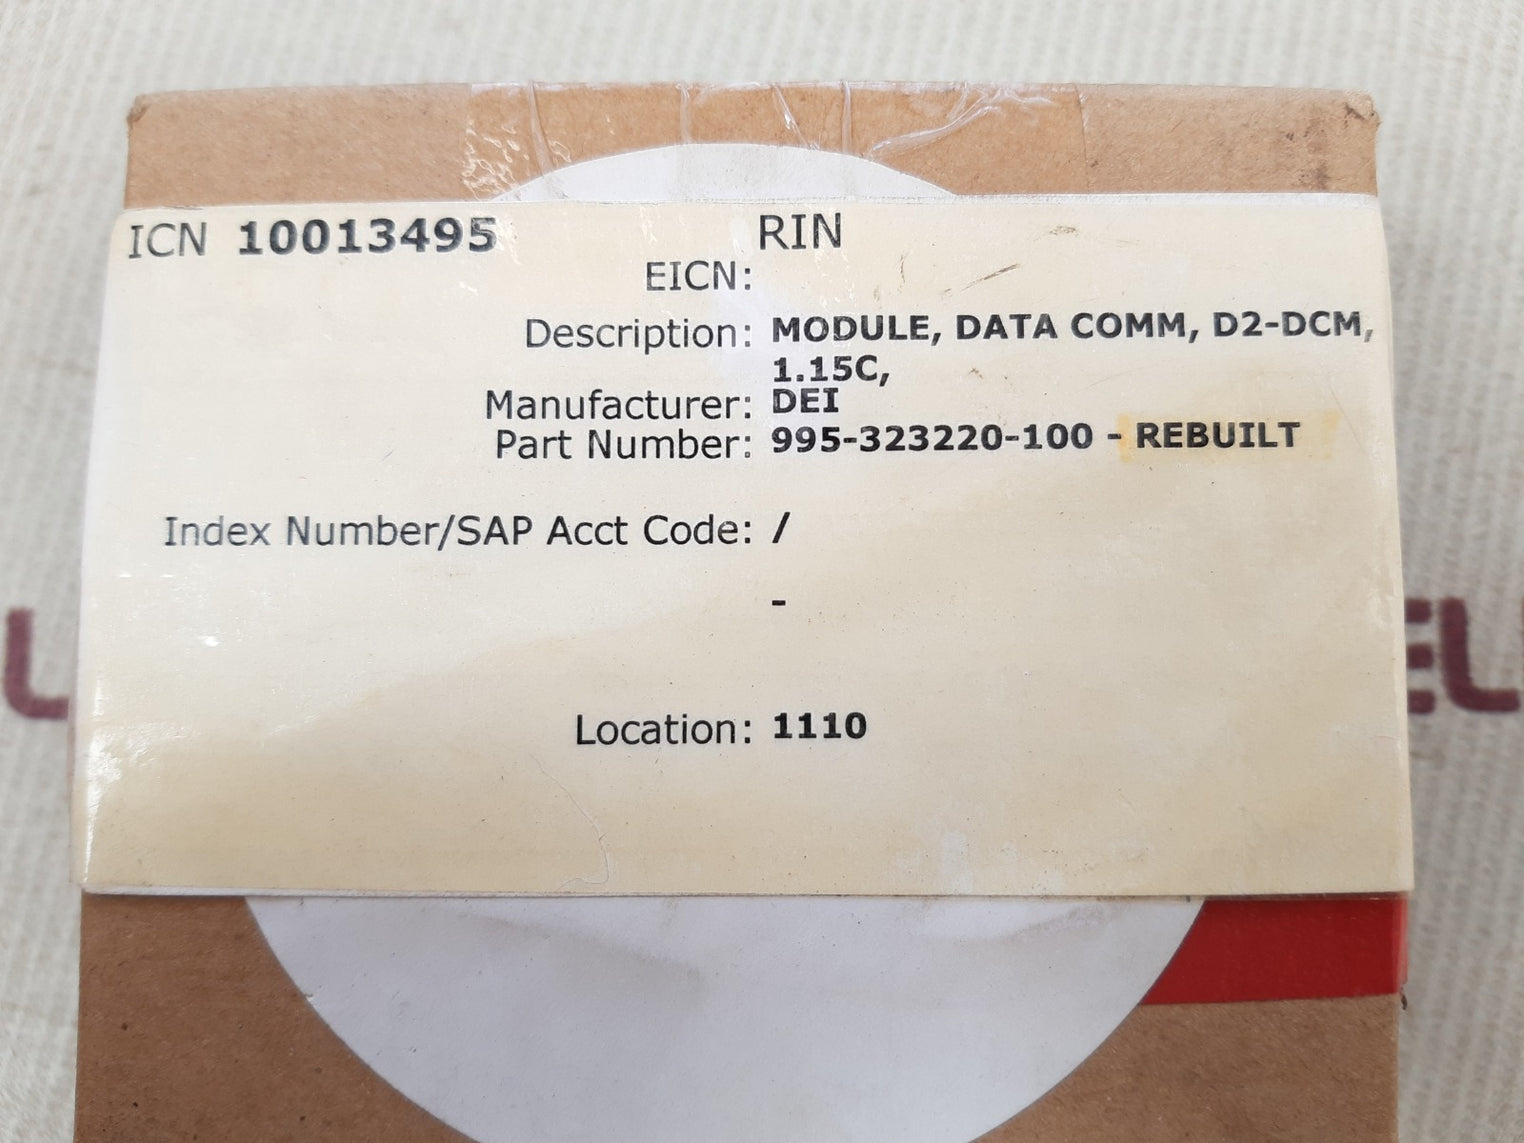 ICN 10013495 RIN
EICN:
Description: MODULE, DATA COMM, D2-DCM,
1.15C,
Manufacturer: DEI
Part Number: 995-323220-100 - REBUILT
Index Number/SAP Acct Code: /
-
Location: 1110